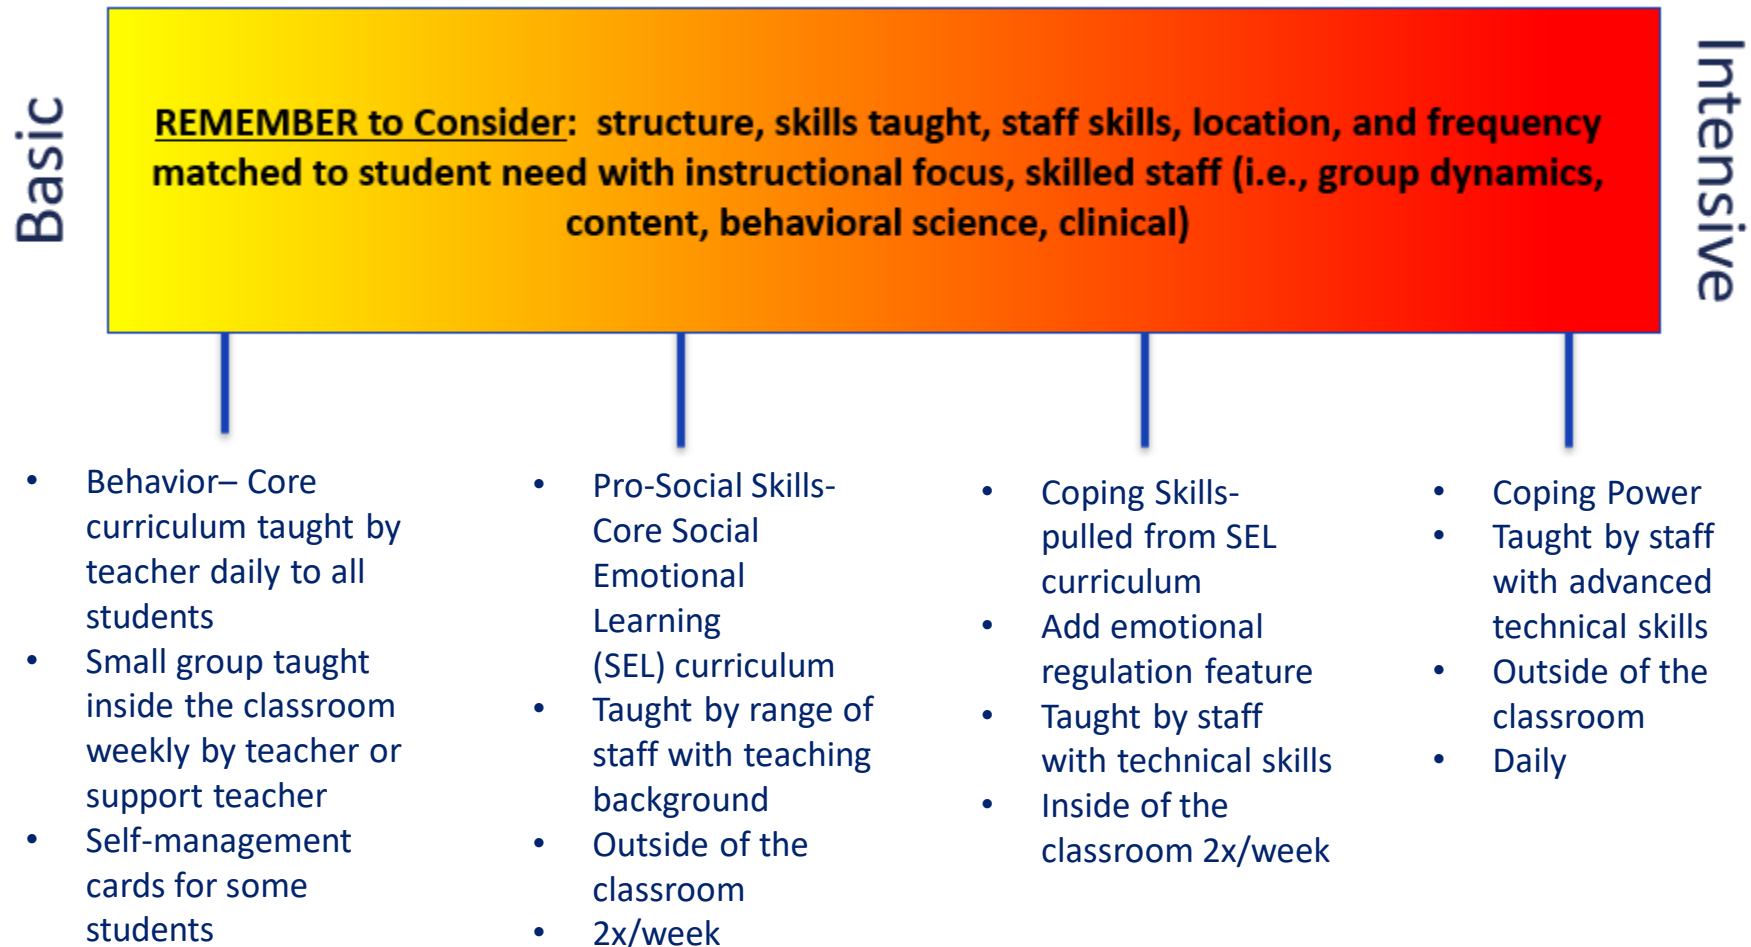 Basic
REMEMBER to Consider: structure, skills taught, staff skills, location, and frequency
matched to student need with instructional focus, skilled staff (i.e., group dynamics,
content, behavioral science, clinical)
Intensive
• Behavior– Core
curriculum taught by
teacher daily to all
students
• Small group taught
inside the classroom
weekly by teacher or
support teacher
• Self-management
cards for some
students
• Pro-Social Skills-
Core Social
Emotional
Learning
(SEL) curriculum
• Taught by range of
staff with teaching
background
• Outside of the
classroom
• 2x/week
• Coping Skills-
pulled from SEL
curriculum
• Add emotional
regulation feature
• Taught by staff
with technical skills
• Inside of the
classroom 2x/week
• Coping Power
• Taught by staff
with advanced
technical skills
• Outside of the
classroom
• Daily